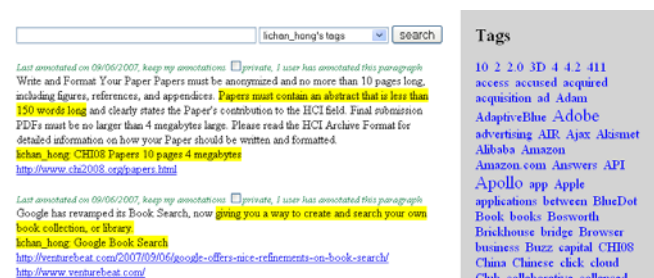 lichan_hong's tags search
Last annotated on 09/06/2007, keep my annotations private, 1 user has annotated this paragraph
Write and Format Your Paper Papers must be anonymized and no more than 10 pages long,
including figures, references, and appendices. Papers must contain an abstract that is less than
150 words long and clearly states the Paper's contribution to the HCI field. Final submission
PDFs must be no larger than 4 megabytes large. Please read the HCI Archive Format for
detailed information on how your Paper should be written and formatted.
lichan_hong: CHI08 Papers 10 pages 4 megabytes
http://www.chi2008.org/papers.html
Last annotated on 09/06/2007, keep my annotations private, 1 user has annotated this paragraph
Google has revamped its Book Search, now giving you a way to create and search your own
book collection, or library.
lichan_hong: Google Book Search
http://venturebeat.com/2007/09/06/google-offers-nice-refinements-on-book-search/
http://www.venturebeat.com/
Tags
10 2 2.0 3D 4 4.2 411
access accused acquired
acquisition ad Adam
AdaptiveBlue Adobe
advertising AIR Ajax Akismet
Alibaba Amazon
Amazon.com Answers API
Apollo app Apple
applications between BlueDot
Book books Bosworth
Brickhouse bridge Browser
business Buzz capital CHI08
China Chinese click cloud